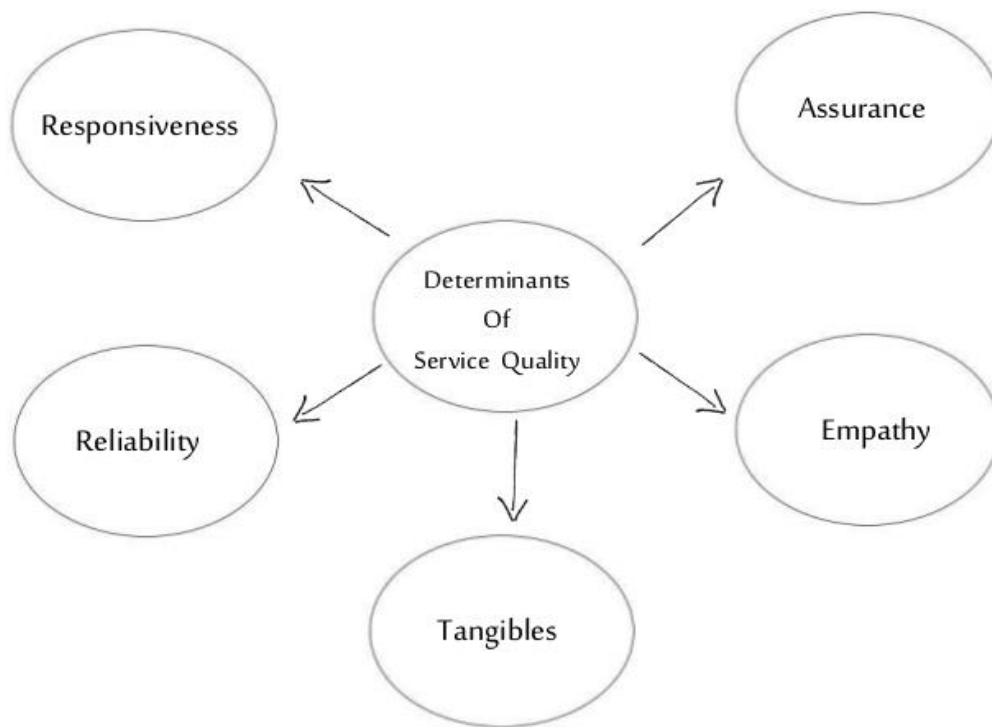 Responsiveness
Assurance
Determinants
Of
Service Quality
Reliability
Empathy
Tangibles